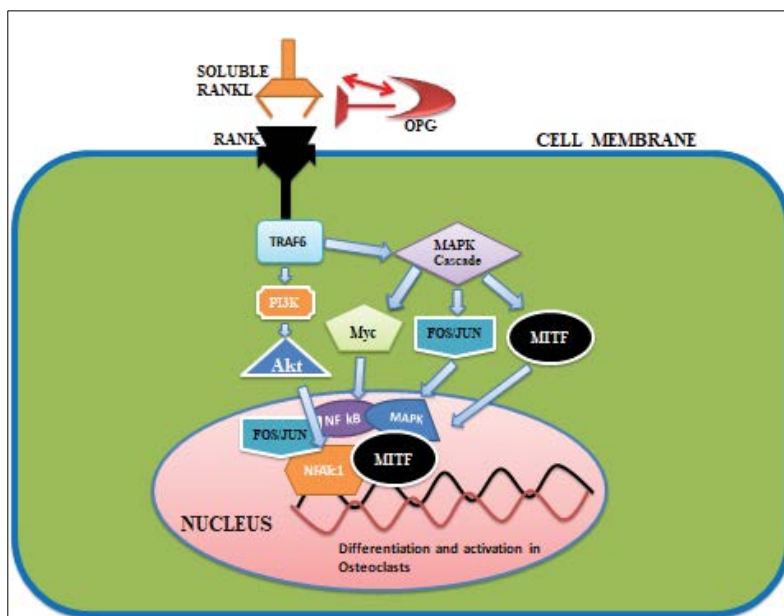 SOLUBLE
RANKL
OPG
RANK
CELL MEMBRANE
TRAF6
MAPK
Cascade
PI3K
Myc
FOS/JUN
MITF
Akt
NF kB
MAPK
FOS/JUN
MITF
NFATc1
NUCLEUS
Differentiation and activation in
Osteoclasts